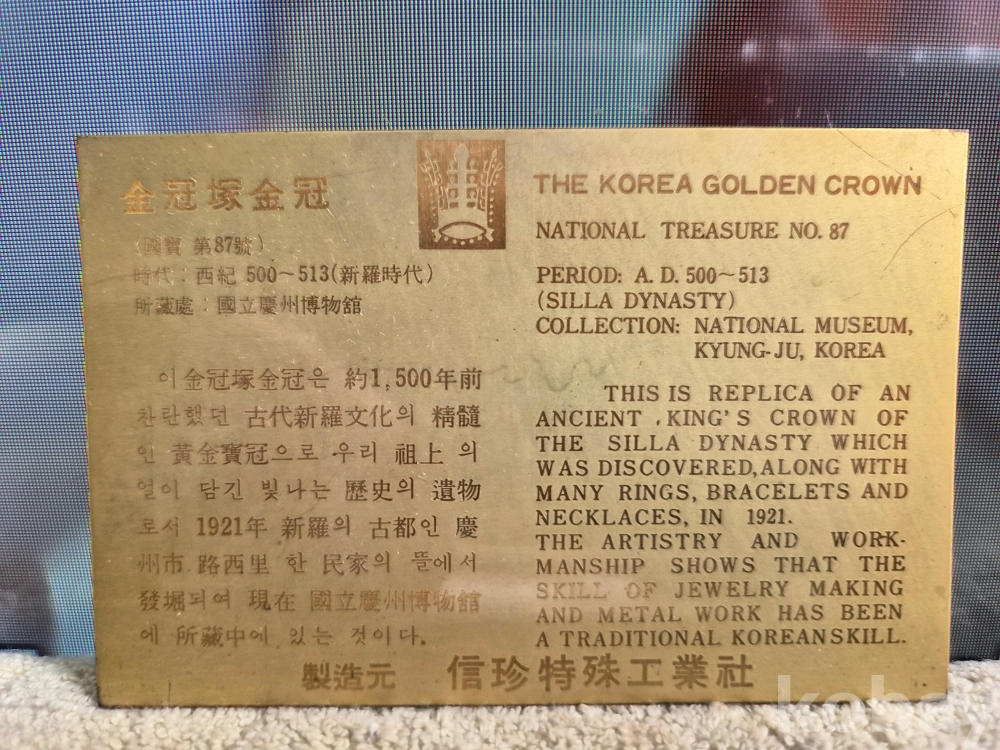 金冠塚金冠
(國寶 第87號)
時代 : 西紀 500~513(新羅時代)
所藏處 : 國立慶州博物館
이 金冠塚金冠은 約1,500年前
찬란했던 古代新羅文化의 精髓
인 黃金寶冠으로 우리 祖上의
얼이 담긴 빛나는 歷史의 遺物
로서 1921年 新羅의 古都인 慶
州市 路西里 한 民家의 뜰에서
發掘되여 現在 國立慶州博物館
에 所藏中에 있는 것이다.
THE KOREA GOLDEN CROWN
NATIONAL TREASURE NO. 87
PERIOD: A. D. 500~513
(SILLA DYNASTY)
COLLECTION: NATIONAL MUSEUM,
KYUNG-JU, KOREA
THIS IS REPLICA OF AN
ANCIENT KING'S CROWN OF
THE SILLA DYNASTY WHICH
WAS DISCOVERED, ALONG WITH
MANY RINGS, BRACELETS AND
NECKLACES, IN 1921.
THE ARTISTRY AND WORK-
MANSHIP SHOWS THAT THE
SKILL OF JEWELRY MAKING
AND METAL WORK HAS BEEN
A TRADITIONAL KOREAN SKILL.
製造元 信珍特殊工業社